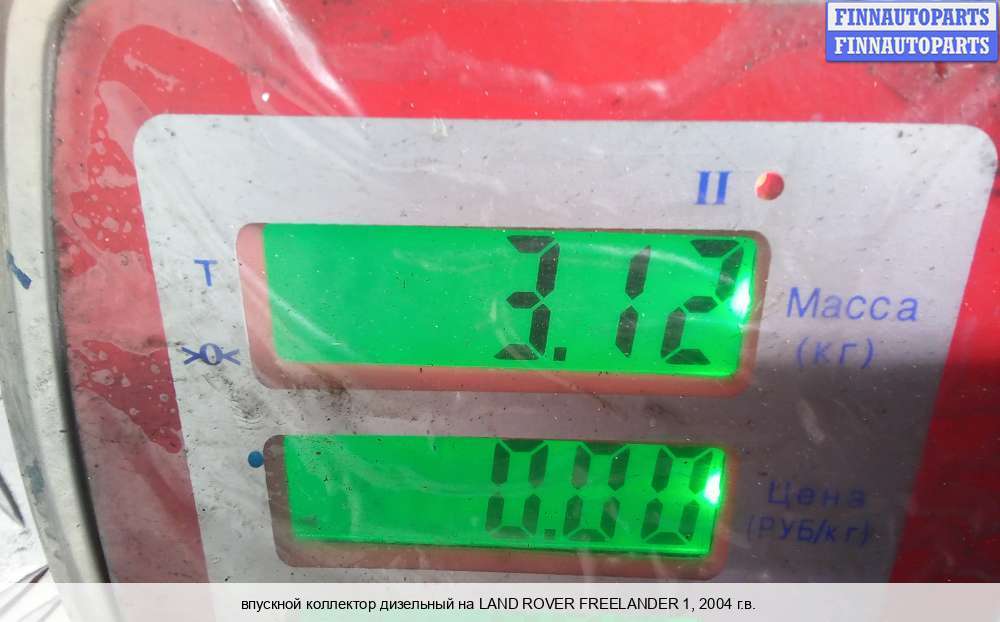 FINNAUTOPARTS
FINNAUTOPARTS
II
T
3.12
Масса
(кг)
>0<
0.00
Цена
(РУБ/кг)
впускной коллектор дизельный на LAND ROVER FREELANDER 1, 2004 г.в.